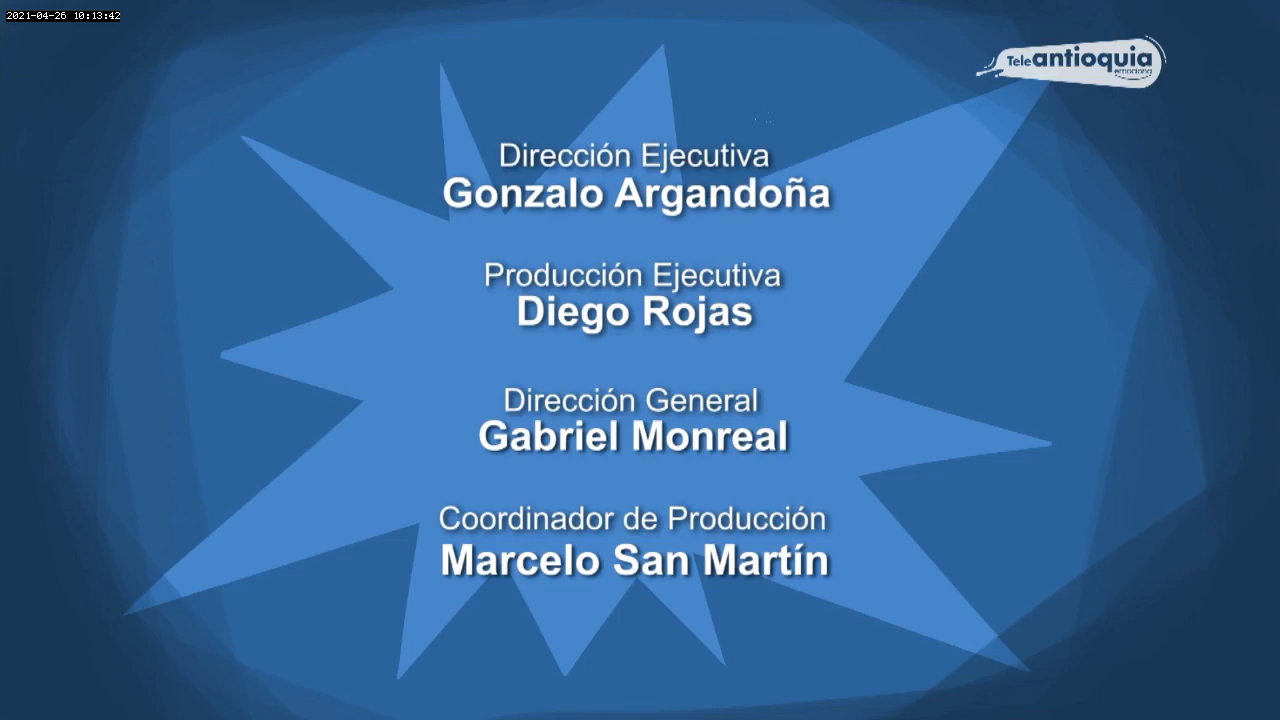 2021-04-26 10:13:42
Teleantioquia
emociona
Dirección Ejecutiva
Gonzalo Argandoña
Producción Ejecutiva
Diego Rojas
Dirección General
Gabriel Monreal
Coordinador de Producción
Marcelo San Martín